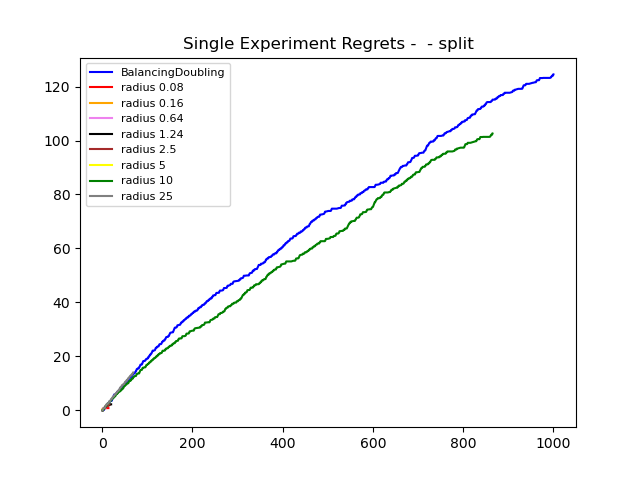 Single Experiment Regrets -  - split
BalancingDoubling
radius 0.08
radius 0.16
radius 0.64
radius 1.24
radius 2.5
radius 5
radius 10
radius 25
120
100
80
60
40
20
0
0 200 400 600 800 1000